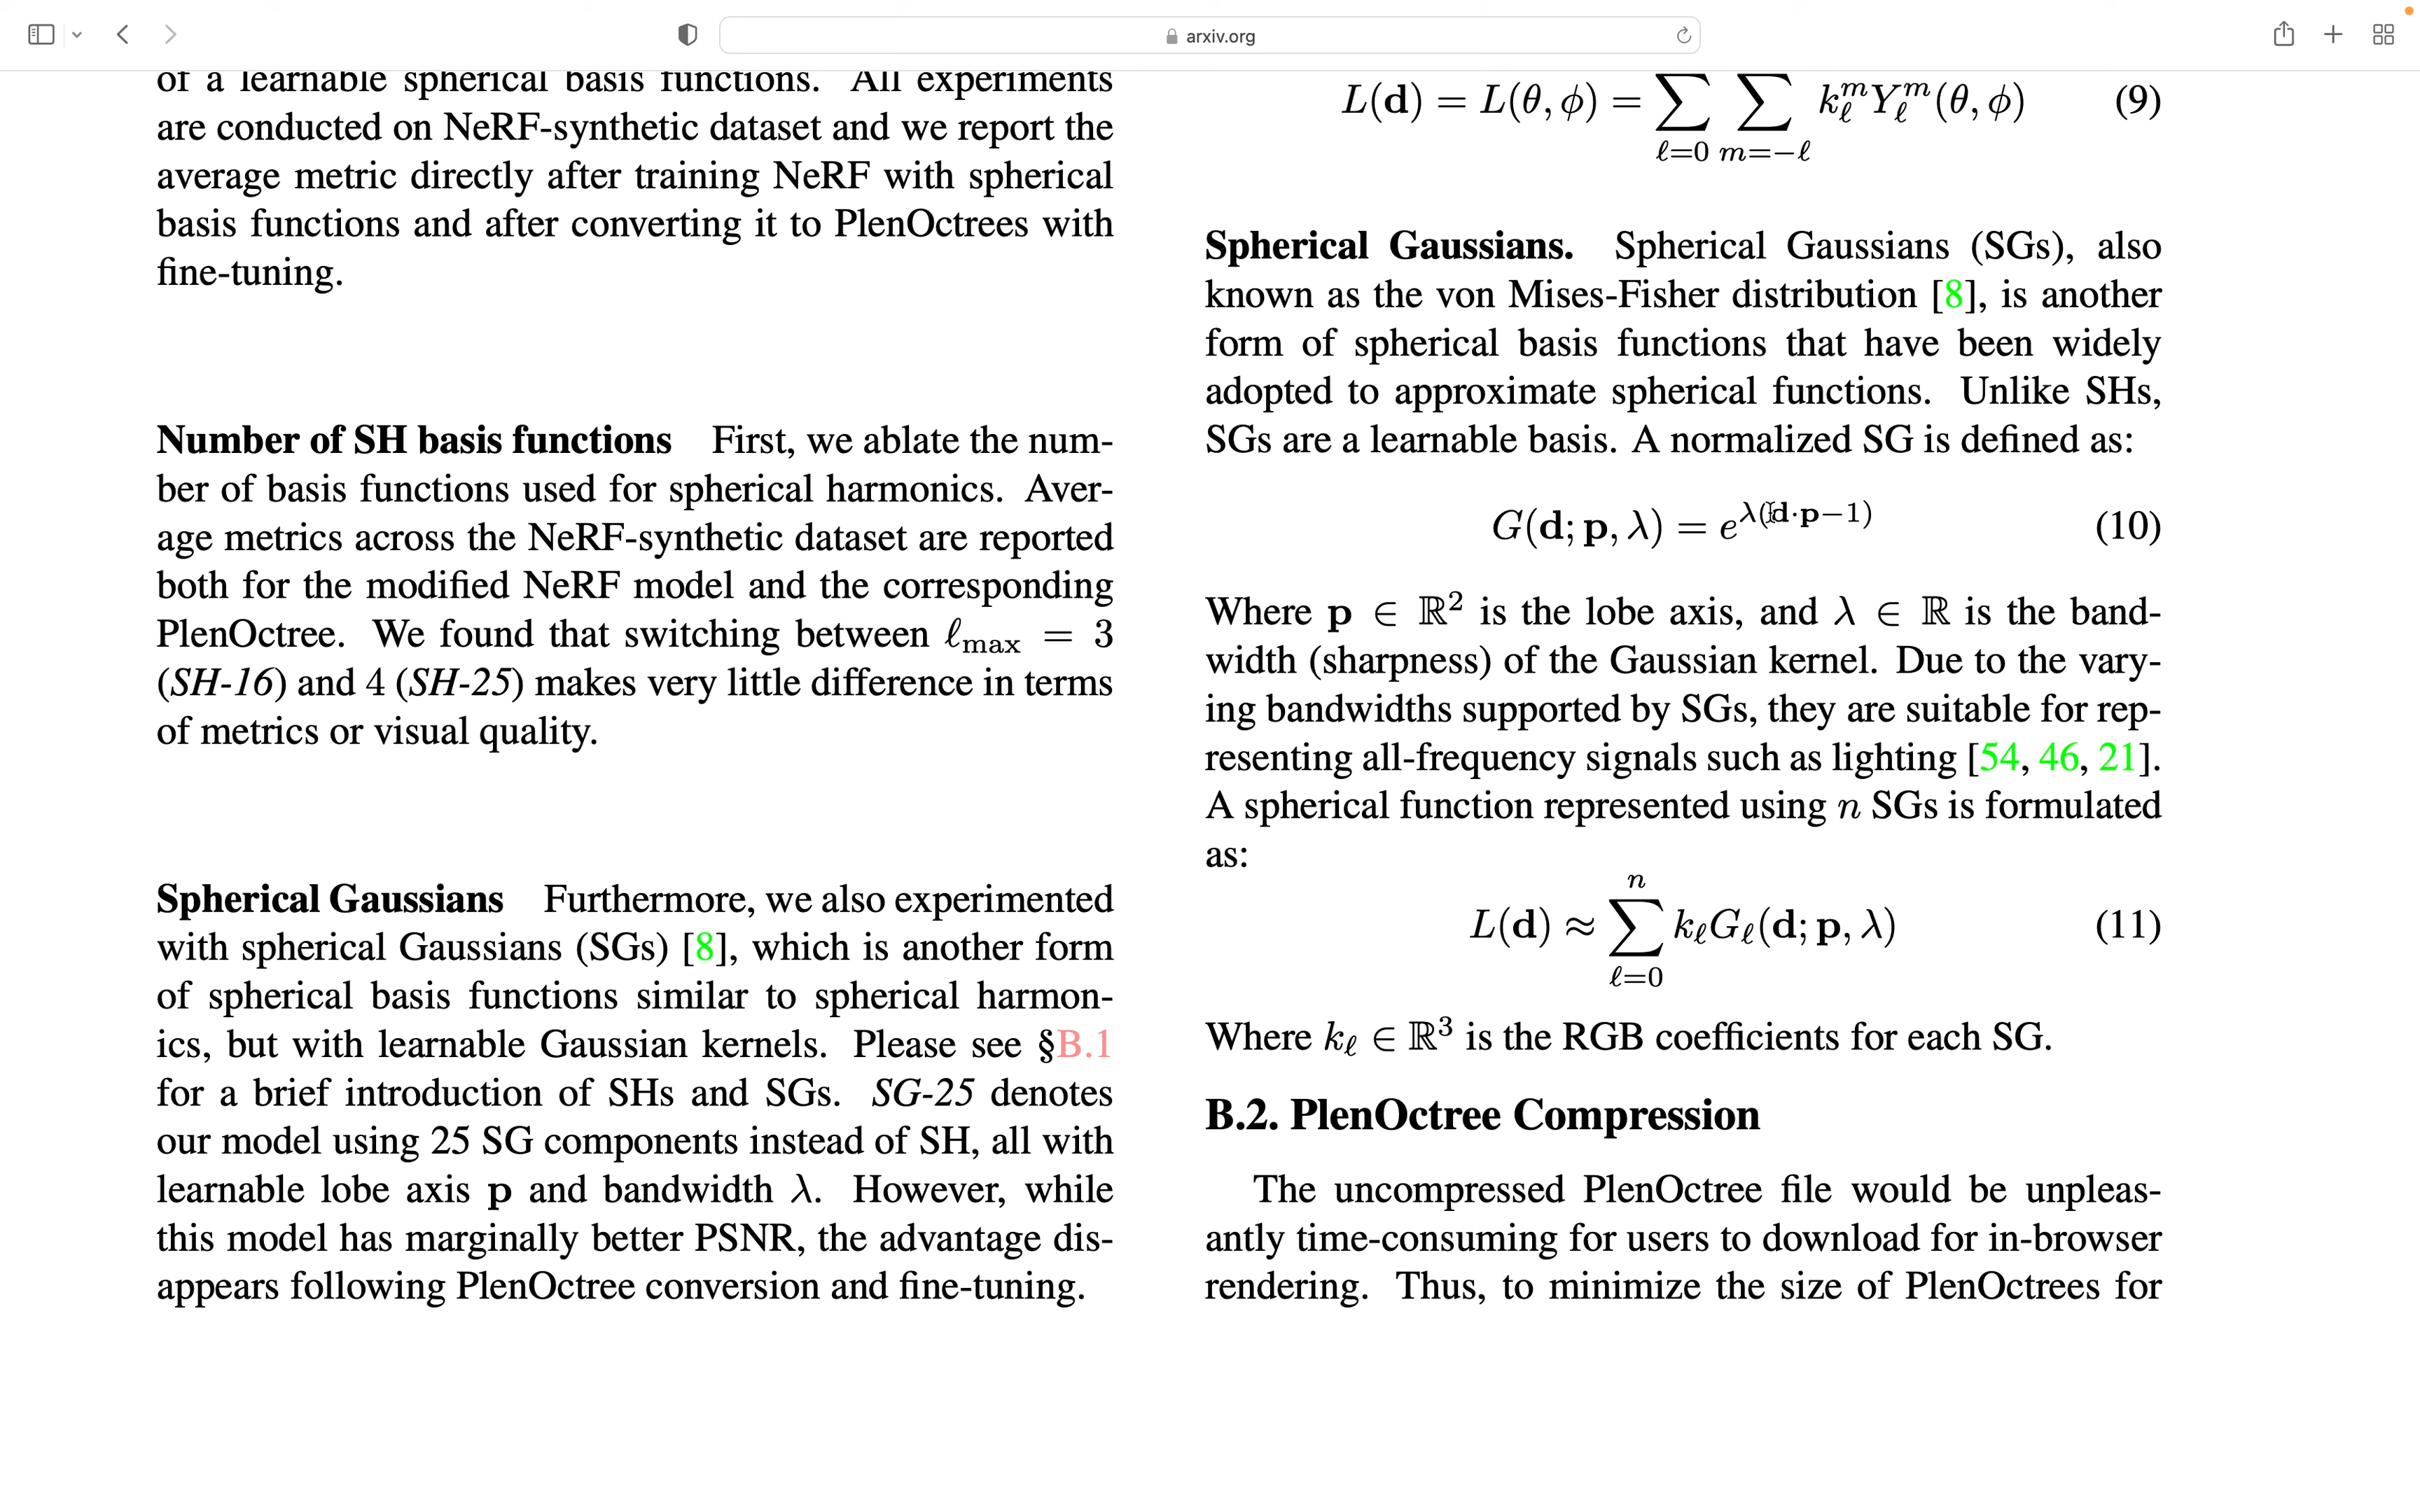 arxiv.org
of a learnable spherical basis functions. All experiments
are conducted on NeRF-synthetic dataset and we report the
average metric directly after training NeRF with spherical
basis functions and after converting it to PlenOctrees with
fine-tuning.
Number of SH basis functions First, we ablate the num-
ber of basis functions used for spherical harmonics. Aver-
age metrics across the NeRF-synthetic dataset are reported
both for the modified NeRF model and the corresponding
PlenOctree. We found that switching between ℓmax = 3
(SH-16) and 4 (SH-25) makes very little difference in terms
of metrics or visual quality.
Spherical Gaussians Furthermore, we also experimented
with spherical Gaussians (SGs) [8], which is another form
of spherical basis functions similar to spherical harmon-
ics, but with learnable Gaussian kernels. Please see §B.1
for a brief introduction of SHs and SGs. SG-25 denotes
our model using 25 SG components instead of SH, all with
learnable lobe axis p and bandwidth λ. However, while
this model has marginally better PSNR, the advantage dis-
appears following PlenOctree conversion and fine-tuning.
L(d) = L(θ, ϕ) = ∑_{ℓ=0} ∑_{m=−ℓ} k_ℓ^m Y_ℓ^m(θ, ϕ) (9)
Spherical Gaussians. Spherical Gaussians (SGs), also
known as the von Mises-Fisher distribution [8], is another
form of spherical basis functions that have been widely
adopted to approximate spherical functions. Unlike SHs,
SGs are a learnable basis. A normalized SG is defined as:
G(d; p, λ) = e^{λ(d·p−1)} (10)
Where p ∈ ℝ² is the lobe axis, and λ ∈ ℝ is the band-
width (sharpness) of the Gaussian kernel. Due to the vary-
ing bandwidths supported by SGs, they are suitable for rep-
resenting all-frequency signals such as lighting [54, 46, 21].
A spherical function represented using n SGs is formulated
as:
L(d) ≈ ∑_{ℓ=0}^{n} k_ℓ G_ℓ(d; p, λ) (11)
Where k_ℓ ∈ ℝ³ is the RGB coefficients for each SG.
B.2. PlenOctree Compression
The uncompressed PlenOctree file would be unpleas-
antly time-consuming for users to download for in-browser
rendering. Thus, to minimize the size of PlenOctrees for